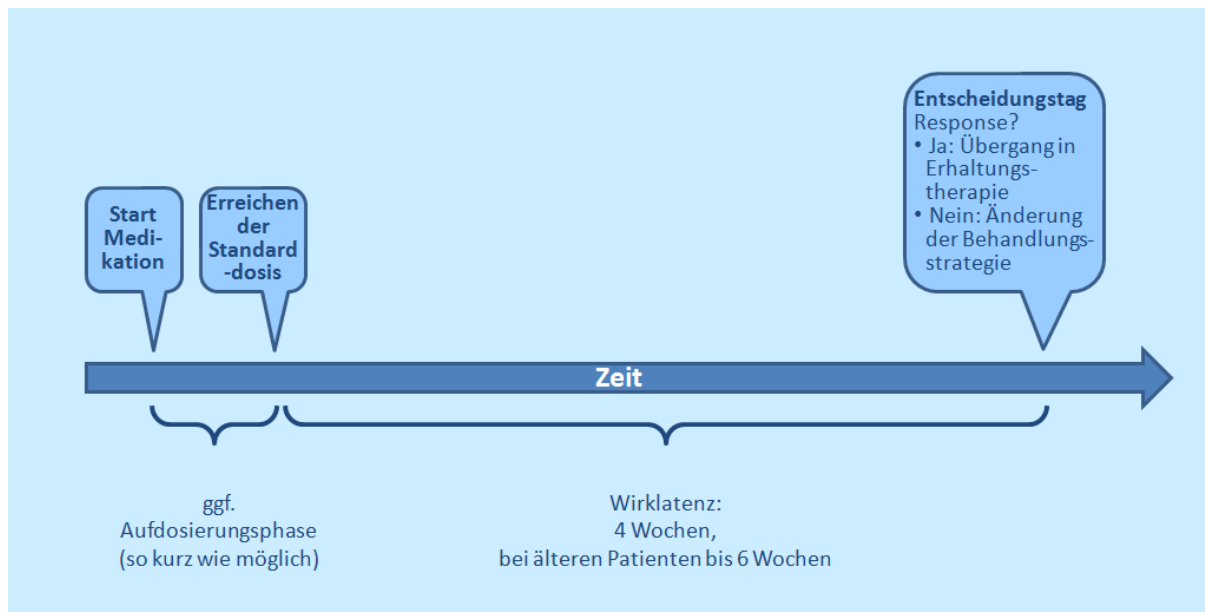 Start
Medi-
kation
Erreichen
der
Standard
-dosis
Entscheidungstag
Response?
• Ja: Übergang in
Erhaltungs-
therapie
• Nein: Änderung
der Behandlungs-
strategie
Zeit
ggf.
Aufdosierungsphase
(so kurz wie möglich)
Wirklatenz:
4 Wochen,
bei älteren Patienten bis 6 Wochen